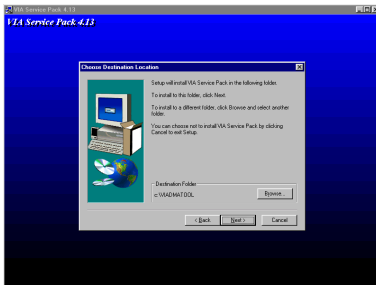 VIA Service Pack 4.13
VIA Service Pack 4.13
Choose Destination Location
Setup will install VIA Service Pack in the following folder.
To install to this folder, click Next.
To install to a different folder, click Browse and select another
folder.
You can choose not to install VIA Service Pack by clicking
Cancel to exit Setup.
Destination Folder
c:\VIADMATOOL
Browse...
< Back
Next >
Cancel